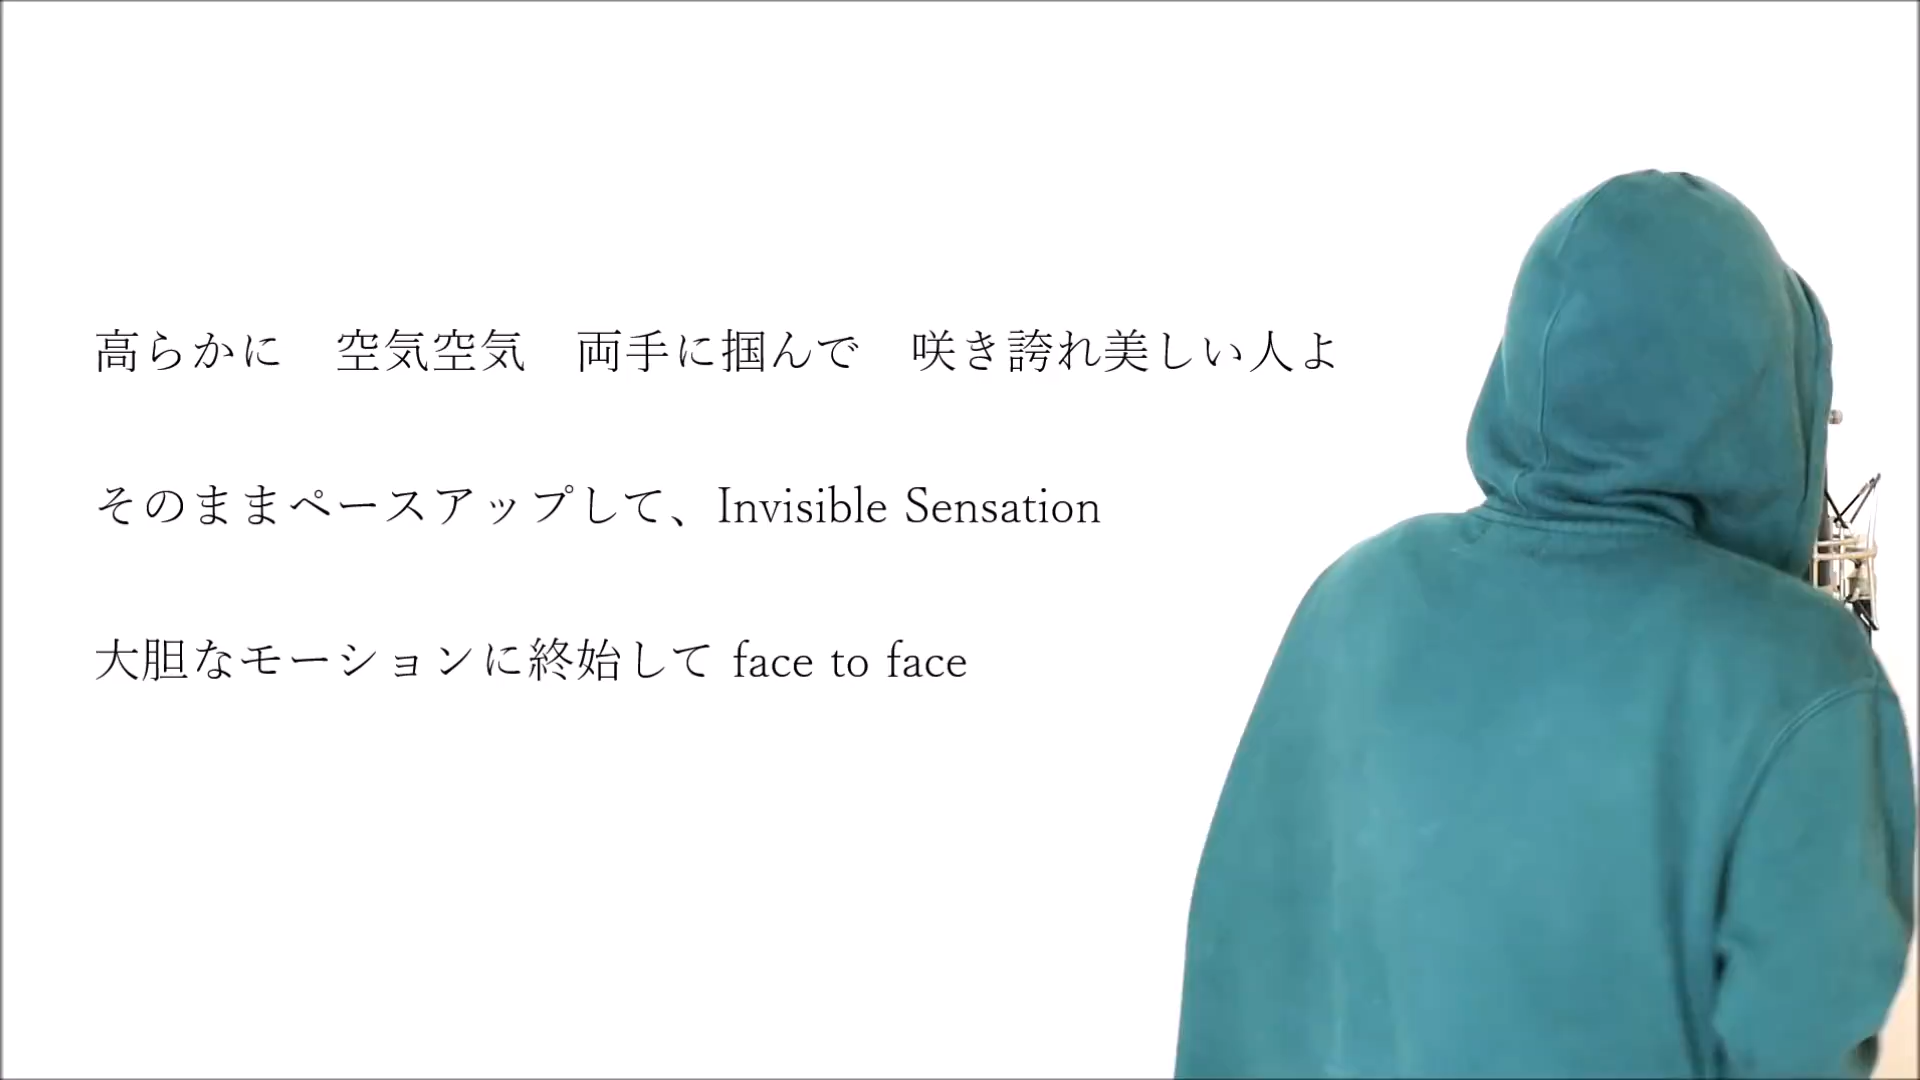 高らかに　空気空気　両手に掴んで　咲き誇れ美しい人よ
そのままペースアップして、Invisible Sensation
大胆なモーションに終始して face to face